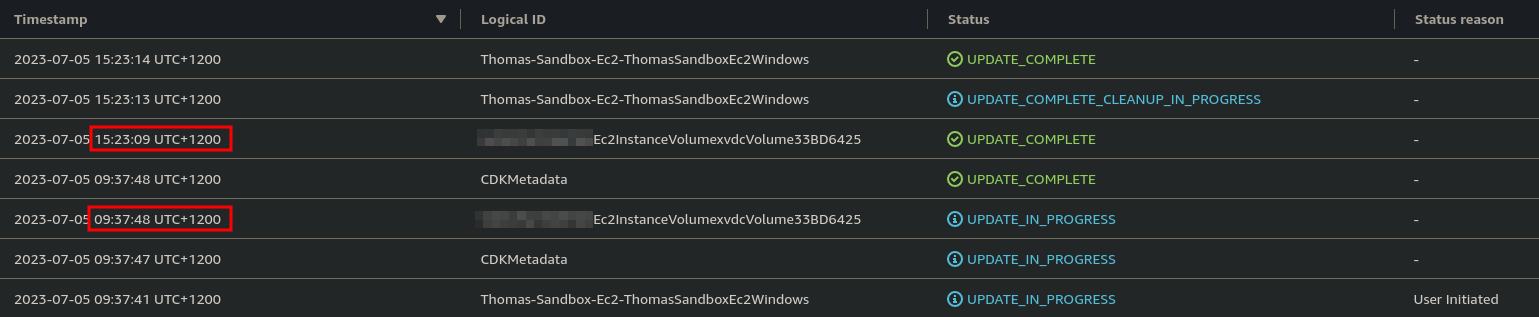 Timestamp Logical ID Status Status reason
2023-07-05 15:23:14 UTC+1200 Thomas-Sandbox-Ec2-ThomasSandboxEc2Windows UPDATE_COMPLETE -
2023-07-05 15:23:13 UTC+1200 Thomas-Sandbox-Ec2-ThomasSandboxEc2Windows UPDATE_COMPLETE_CLEANUP_IN_PROGRESS -
2023-07-05 15:23:09 UTC+1200 Ec2InstanceVolumexvdcVolume33BD6425 UPDATE_COMPLETE -
2023-07-05 09:37:48 UTC+1200 CDKMetadata UPDATE_COMPLETE -
2023-07-05 09:37:48 UTC+1200 Ec2InstanceVolumexvdcVolume33BD6425 UPDATE_IN_PROGRESS -
2023-07-05 09:37:47 UTC+1200 CDKMetadata UPDATE_IN_PROGRESS -
2023-07-05 09:37:41 UTC+1200 Thomas-Sandbox-Ec2-ThomasSandboxEc2Windows UPDATE_IN_PROGRESS User Initiated